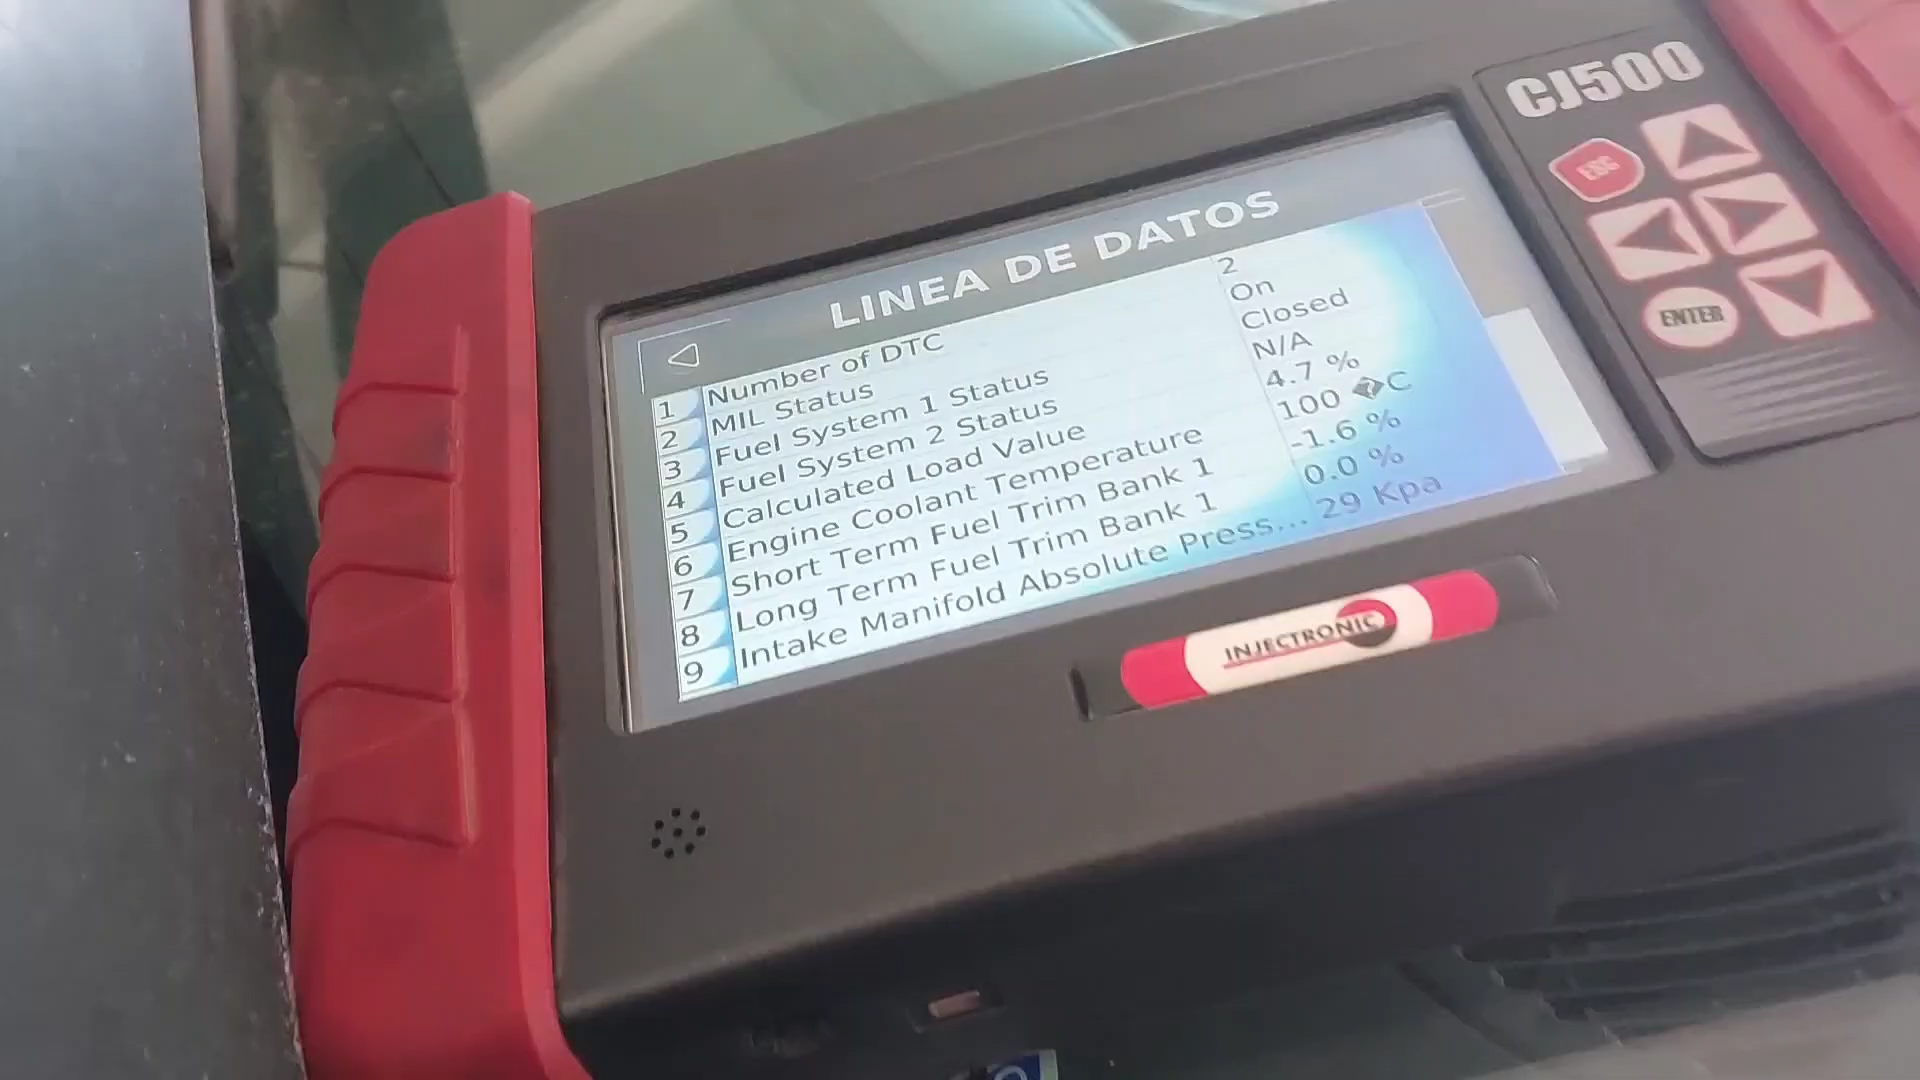 CJ500
ESC
ENTER
LINEA DE DATOS
1 Number of DTC 2
2 MIL Status On
3 Fuel System 1 Status Closed
4 Fuel System 2 Status N/A
5 Calculated Load Value 4.7 %
6 Engine Coolant Temperature 100 �C
7 Short Term Fuel Trim Bank 1 -1.6 %
8 Long Term Fuel Trim Bank 1 0.0 %
9 Intake Manifold Absolute Press... 29 Kpa
INJECTRONIC